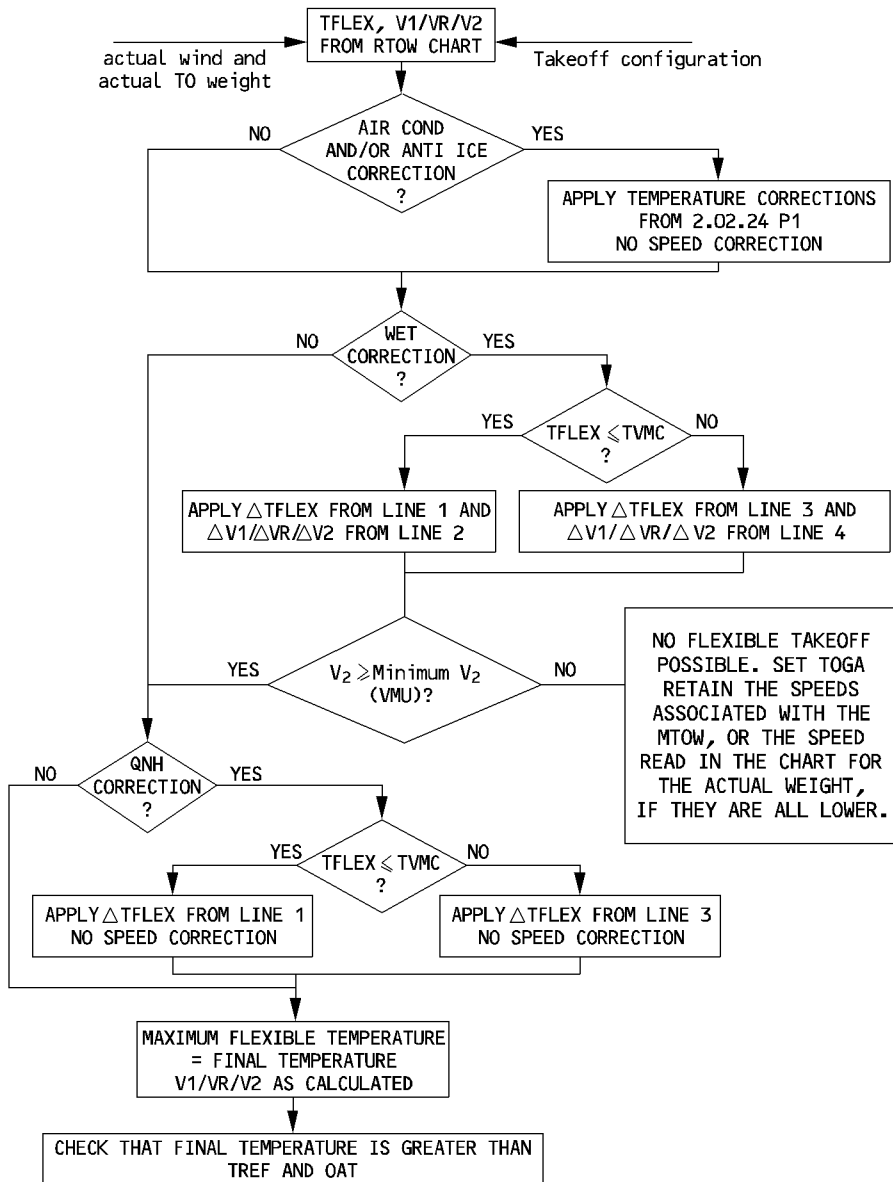 TFLEX, V1/VR/V2
FROM RTOW CHART
actual wind and
actual TO weight
Takeoff configuration
NO
AIR COND
AND/OR ANTI ICE
CORRECTION
?
YES
APPLY TEMPERATURE CORRECTIONS
FROM 2.02.24 P1
NO SPEED CORRECTION
NO
WET
CORRECTION
?
YES
YES
TFLEX ⩽ TVMC
?
NO
APPLY △TFLEX FROM LINE 1 AND
△V1/△VR/△V2 FROM LINE 2
APPLY △TFLEX FROM LINE 3 AND
△V1/△VR/△V2 FROM LINE 4
YES
V₂ ⩾ Minimum V₂
(VMU)?
NO
NO FLEXIBLE TAKEOFF
POSSIBLE. SET TOGA
RETAIN THE SPEEDS
ASSOCIATED WITH THE
MTOW, OR THE SPEED
READ IN THE CHART FOR
THE ACTUAL WEIGHT,
IF THEY ARE ALL LOWER.
NO
QNH
CORRECTION
?
YES
YES
TFLEX ⩽ TVMC
?
NO
APPLY △TFLEX FROM LINE 1
NO SPEED CORRECTION
APPLY △TFLEX FROM LINE 3
NO SPEED CORRECTION
MAXIMUM FLEXIBLE TEMPERATURE
= FINAL TEMPERATURE
V1/VR/V2 AS CALCULATED
CHECK THAT FINAL TEMPERATURE IS GREATER THAN
TREF AND OAT